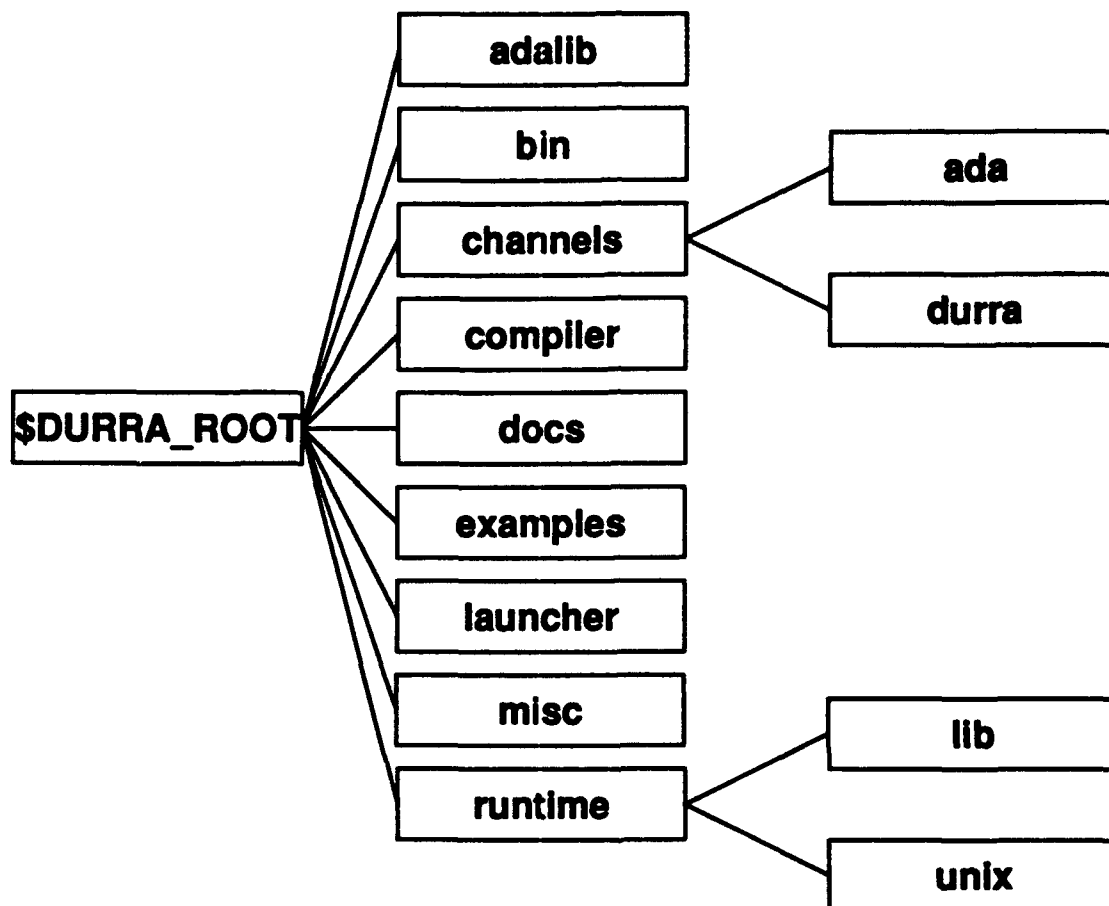 adalib
bin
ada
channels
durra
compiler
$DURRA_ROOT
docs
examples
launcher
misc
lib
runtime
unix